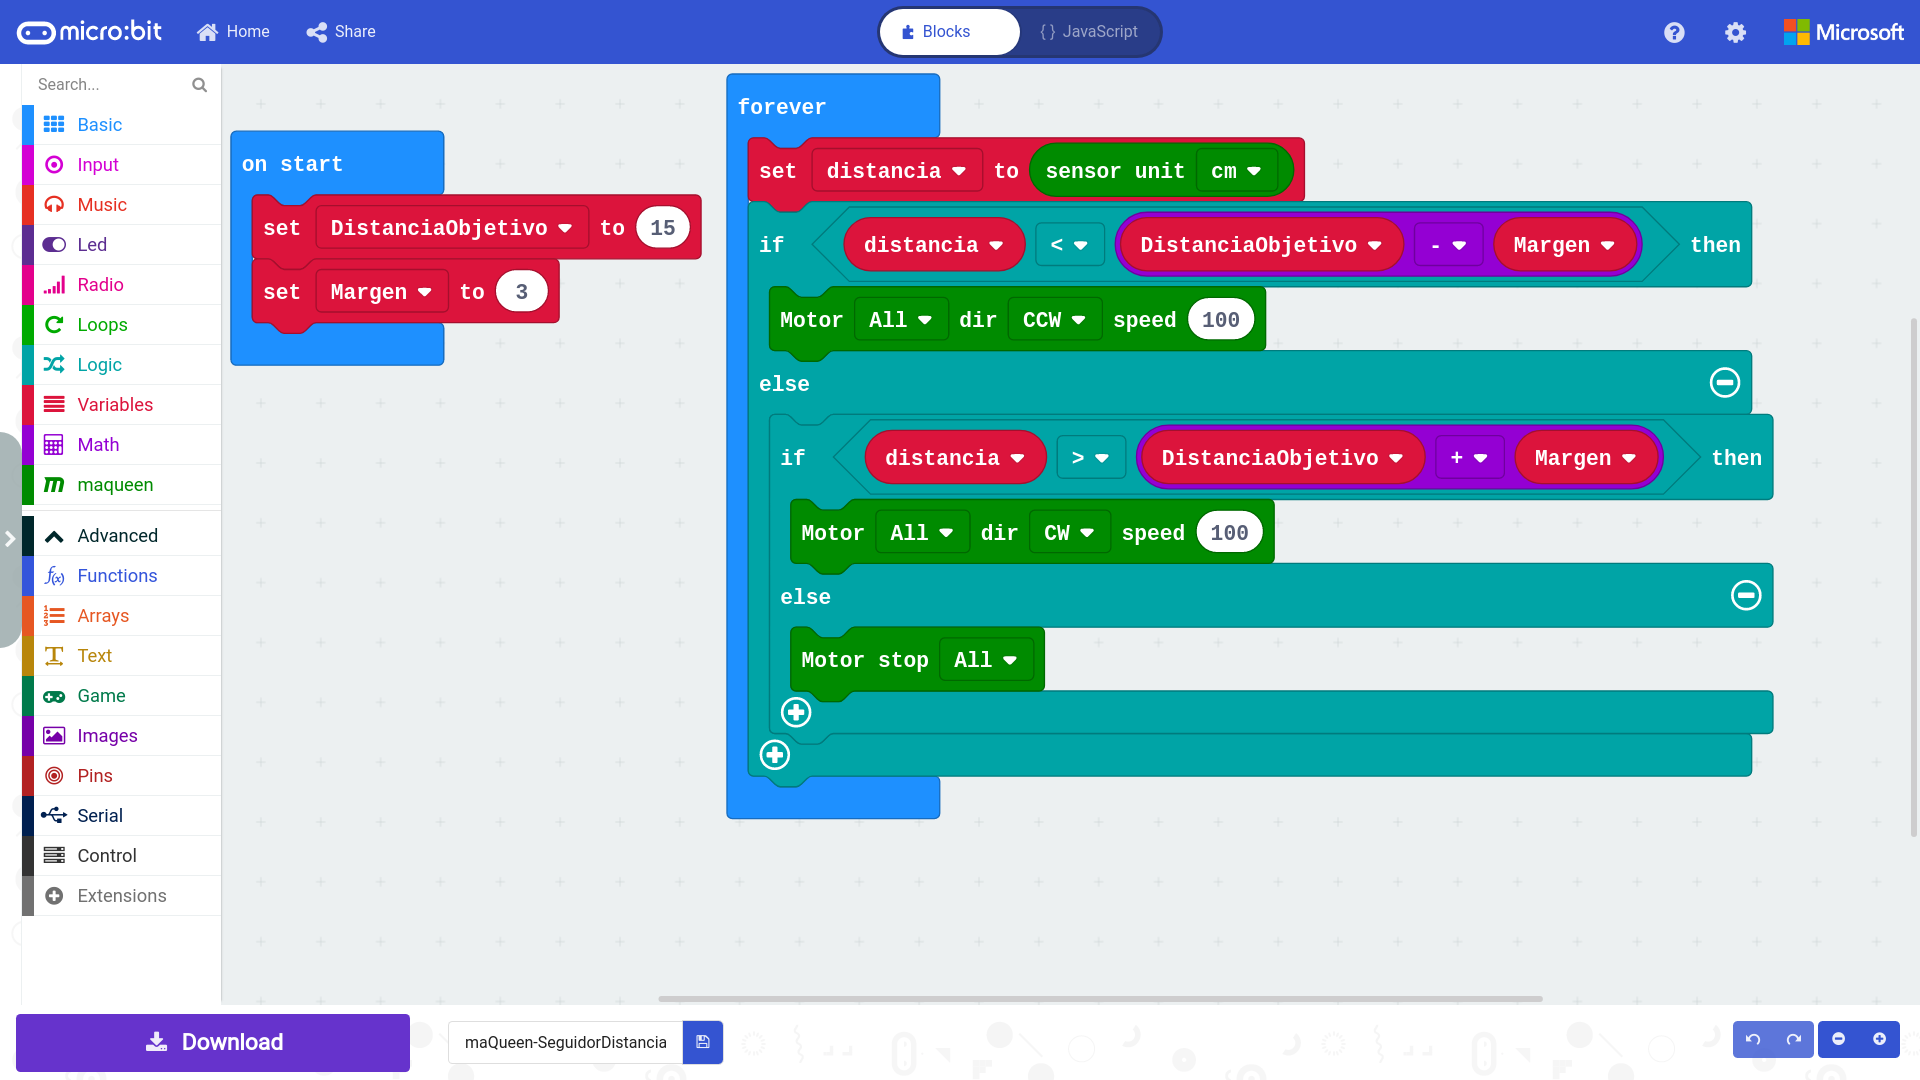 micro:bit Home Share Blocks { } JavaScript ? Microsoft
Search...
Basic
Input
Music
Led
Radio
Loops
Logic
Variables
Math
maqueen
Advanced
Functions
Arrays
Text
Game
Images
Pins
Serial
Control
Extensions
on start
set DistanciaObjetivo to 15
set Margen to 3
forever
set distancia to sensor unit cm
if distancia < DistanciaObjetivo - Margen then
Motor All dir CCW speed 100
else
if distancia > DistanciaObjetivo + Margen then
Motor All dir CW speed 100
else
Motor stop All
Download maQueen-SeguidorDistancia